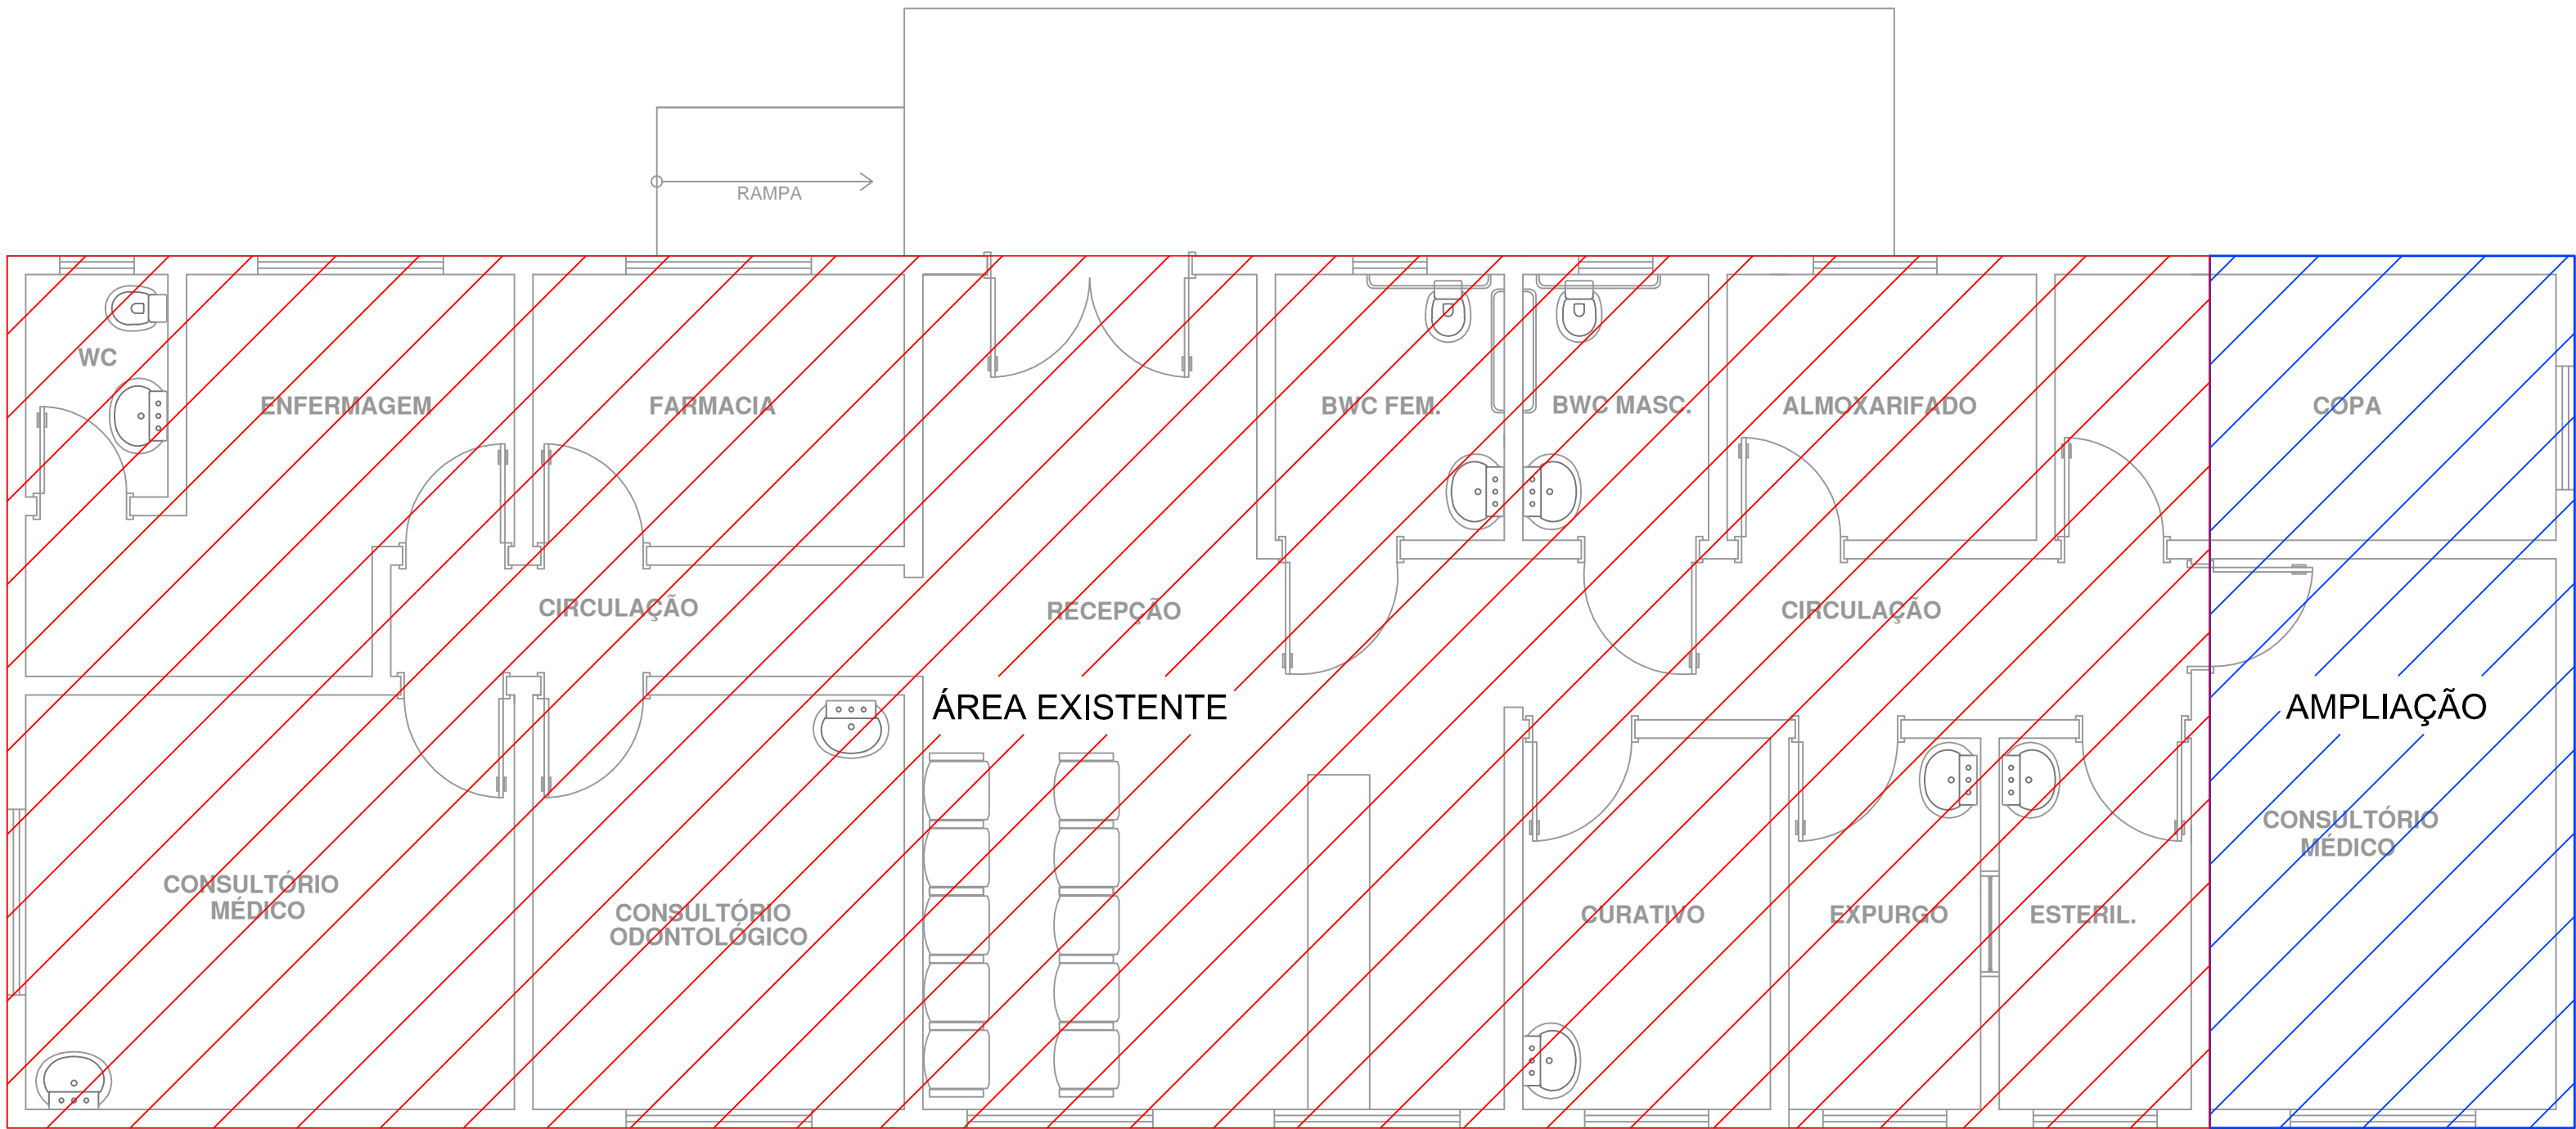 RAMPA
WC
ENFERMAGEM
FARMACIA
BWC FEM.
BWC MASC.
ALMOXARIFADO
COPA
CIRCULAÇÃO
RECEPÇÃO
CIRCULAÇÃO
ÁREA EXISTENTE
AMPLIAÇÃO
CONSULTÓRIO
MÉDICO
CONSULTÓRIO
ODONTOLÓGICO
CURATIVO
EXPURGO
ESTERIL.
CONSULTÓRIO
MÉDICO